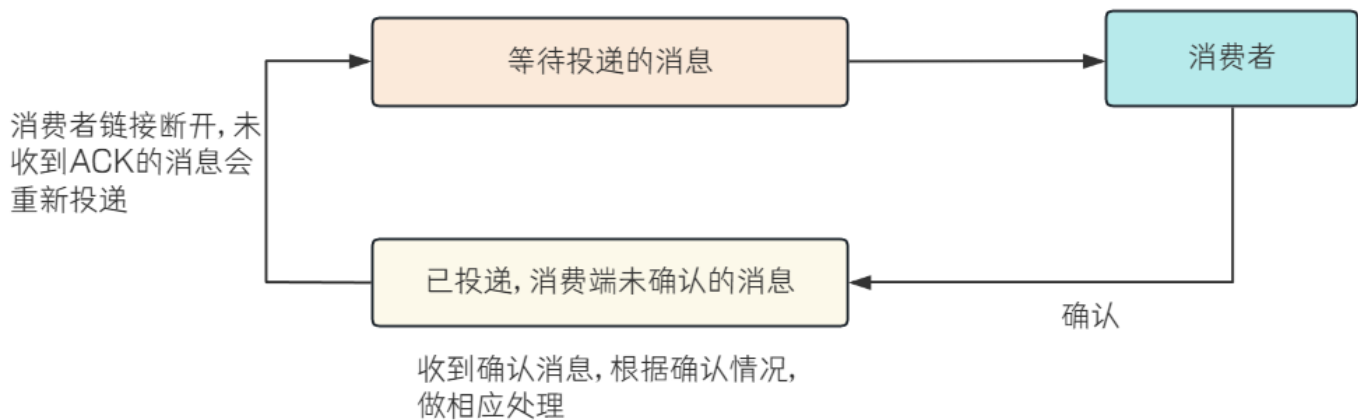 等待投递的消息
消费者
消费者链接断开,未
收到ACK的消息会
重新投递
已投递,消费端未确认的消息
确认
收到确认消息,根据确认情况,
做相应处理